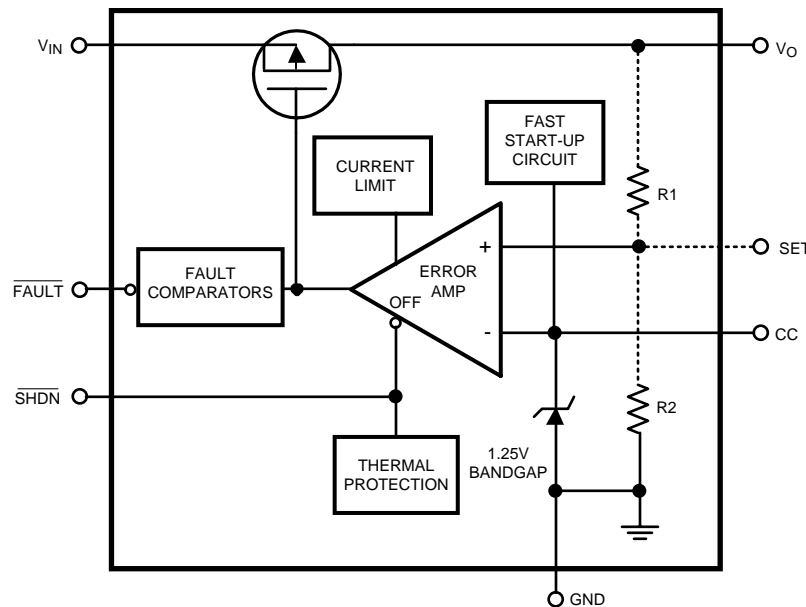 VIN
VO
FAST
START-UP
CIRCUIT
CURRENT
LIMIT
R1
+
SET
ERROR
AMP
FAULT
FAULT
COMPARATORS
OFF
-
CC
SHDN
R2
1.25V
BANDGAP
THERMAL
PROTECTION
GND